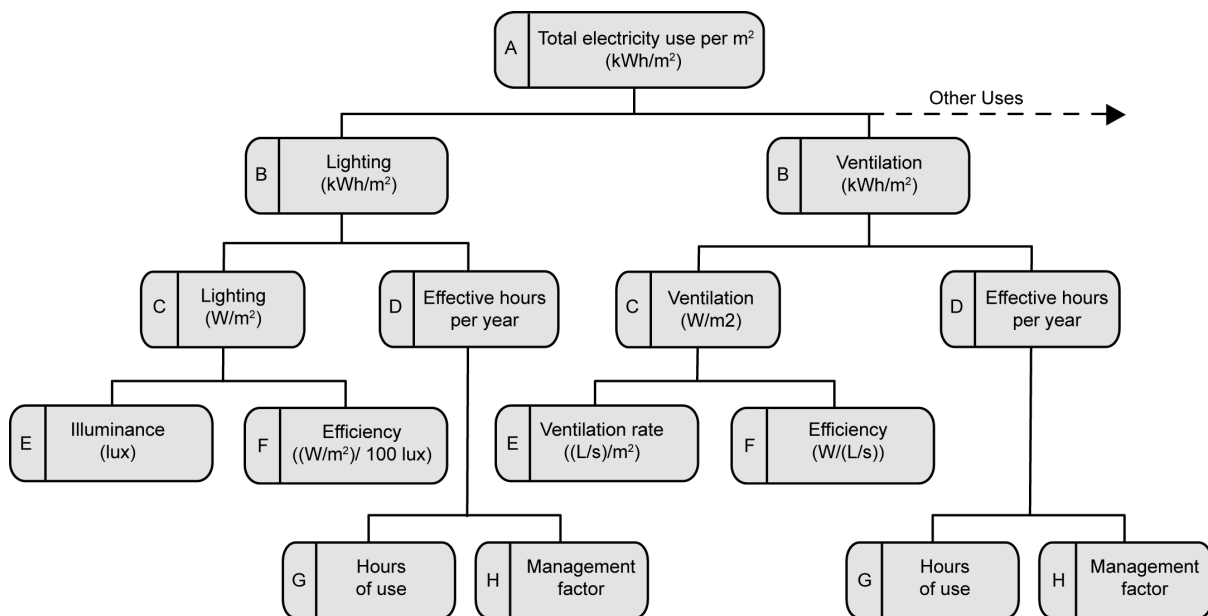 A
Total electricity use per m²
(kWh/m²)
Other Uses
B
Lighting
(kWh/m²)
B
Ventilation
(kWh/m²)
C
Lighting
(W/m²)
D
Effective hours
per year
C
Ventilation
(W/m2)
D
Effective hours
per year
E
Illuminance
(lux)
F
Efficiency
((W/m²)/ 100 lux)
E
Ventilation rate
((L/s)/m²)
F
Efficiency
(W/(L/s))
G
Hours
of use
H
Management
factor
G
Hours
of use
H
Management
factor